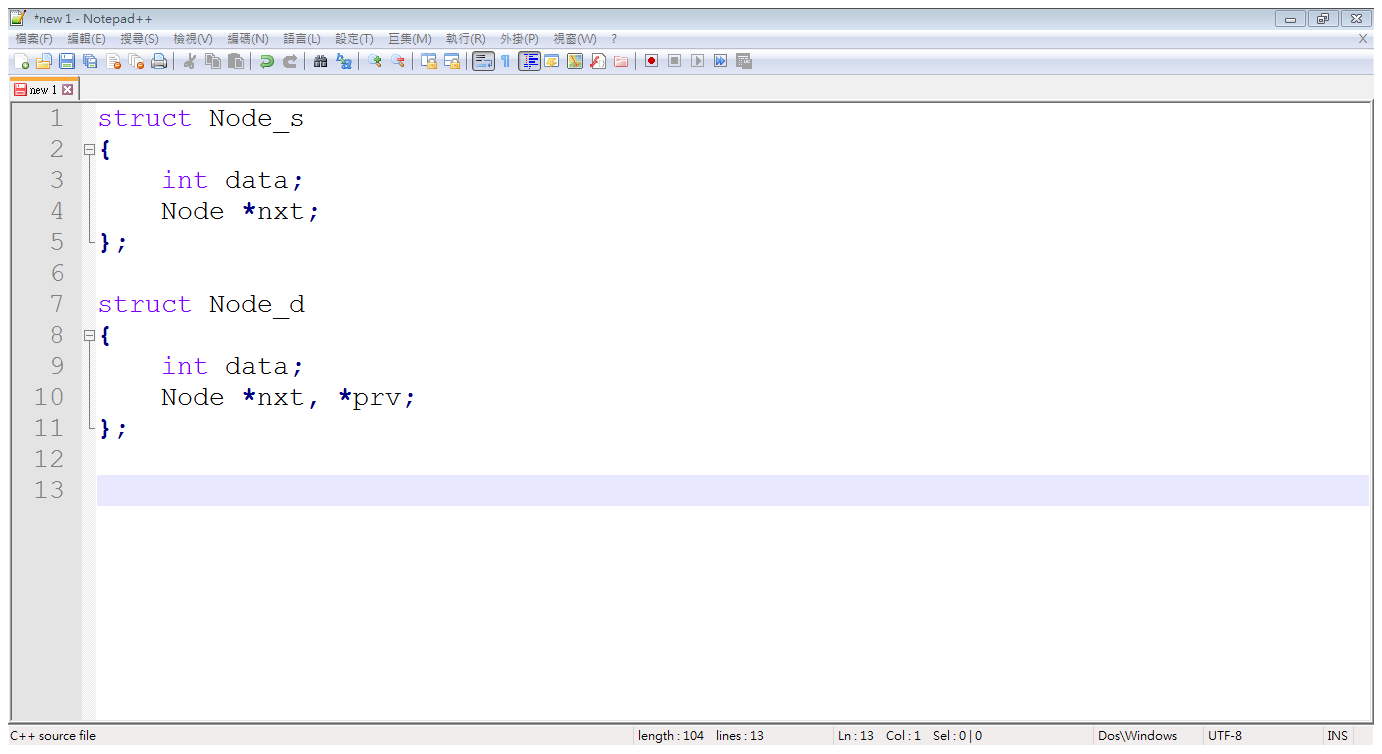 *new 1 - Notepad++
檔案(F) 編輯(E) 搜尋(S) 檢視(V) 編碼(N) 語言(L) 設定(T) 巨集(M) 執行(R) 外掛(P) 視窗(W) ? X
new 1
1 struct Node_s
2 {
3 int data;
4 Node *nxt;
5 };
6
7 struct Node_d
8 {
9 int data;
10 Node *nxt, *prv;
11 };
12
13
C++ source file length : 104 lines : 13 Ln : 13 Col : 1 Sel : 0 | 0 Dos\Windows UTF-8 INS